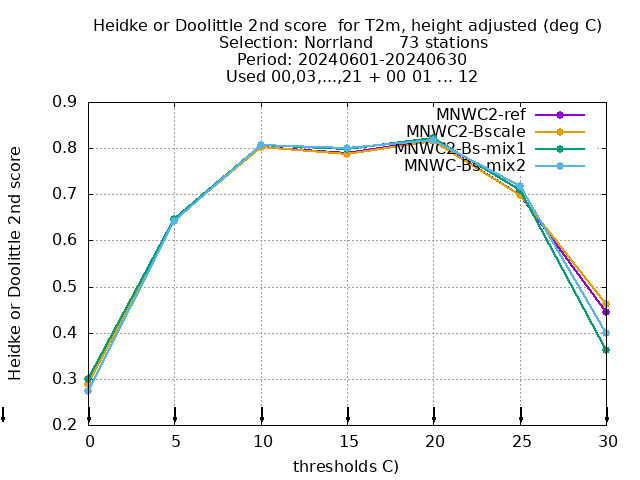 Heidke or Doolittle 2nd score  for T2m, height adjusted (deg C)
Selection: Norrland     73 stations
Period: 20240601-20240630
Used 00,03,...,21 + 00 01 ... 12
Heidke or Doolittle 2nd score
0.9
0.8
0.7
0.6
0.5
0.4
0.3
0.2
MNWC2-ref
MNWC2-Bscale
MNWC2-Bs-mix1
MNWC-Bs-mix2
0 5 10 15 20 25 30
thresholds C)